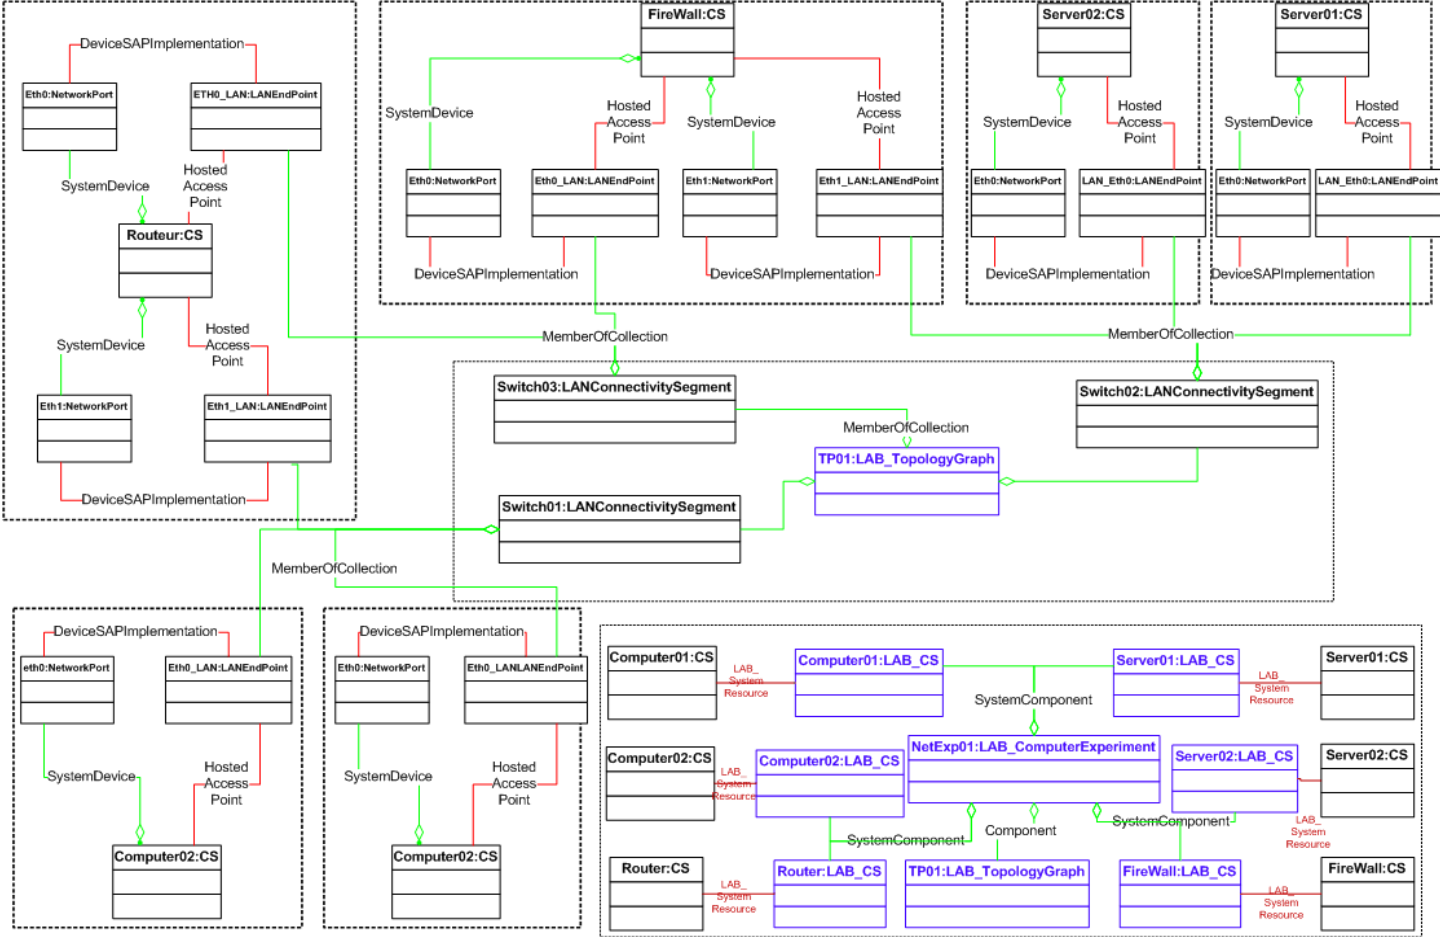 DeviceSAPImplementation
Eth0:NetworkPort
ETH0_LAN:LANEndPoint
SystemDevice
Hosted
Access
Point
Routeur:CS
SystemDevice
Hosted
Access
Point
Eth1:NetworkPort
Eth1_LAN:LANEndPoint
DeviceSAPImplementation
FireWall:CS
SystemDevice
Hosted
Access
Point
SystemDevice
Hosted
Access
Point
Eth0:NetworkPort
Eth0_LAN:LANEndPoint
Eth1:NetworkPort
Eth1_LAN:LANEndPoint
DeviceSAPImplementation
DeviceSAPImplementation
Server02:CS
SystemDevice
Hosted
Access
Point
Eth0:NetworkPort
LAN_Eth0:LANEndPoint
DeviceSAPImplementation
Server01:CS
SystemDevice
Hosted
Access
Point
Eth0:NetworkPort
LAN_Eth0:LANEndPoint
DeviceSAPImplementation
MemberOfCollection
MemberOfCollection
Switch03:LANConnectivitySegment
Switch02:LANConnectivitySegment
MemberOfCollection
TP01:LAB_TopologyGraph
Switch01:LANConnectivitySegment
MemberOfCollection
DeviceSAPImplementation
eth0:NetworkPort
Eth0_LAN:LANEndPoint
SystemDevice
Hosted
Access
Point
Computer02:CS
DeviceSAPImplementation
Eth0:NetworkPort
Eth0_LANLANEndPoint
SystemDevice
Hosted
Access
Point
Computer02:CS
Computer01:CS
LAB_
System
Resource
Computer01:LAB_CS
SystemComponent
Server01:LAB_CS
LAB_
System
Resource
Server01:CS
Computer02:CS
LAB_
System
Resource
Computer02:LAB_CS
NetExp01:LAB_ComputerExperiment
Server02:LAB_CS
LAB_
System
Resource
Server02:CS
SystemComponent
Component
SystemComponent
Router:CS
LAB_
System
Resource
Router:LAB_CS
TP01:LAB_TopologyGraph
FireWall:LAB_CS
LAB_
System
Resource
FireWall:CS